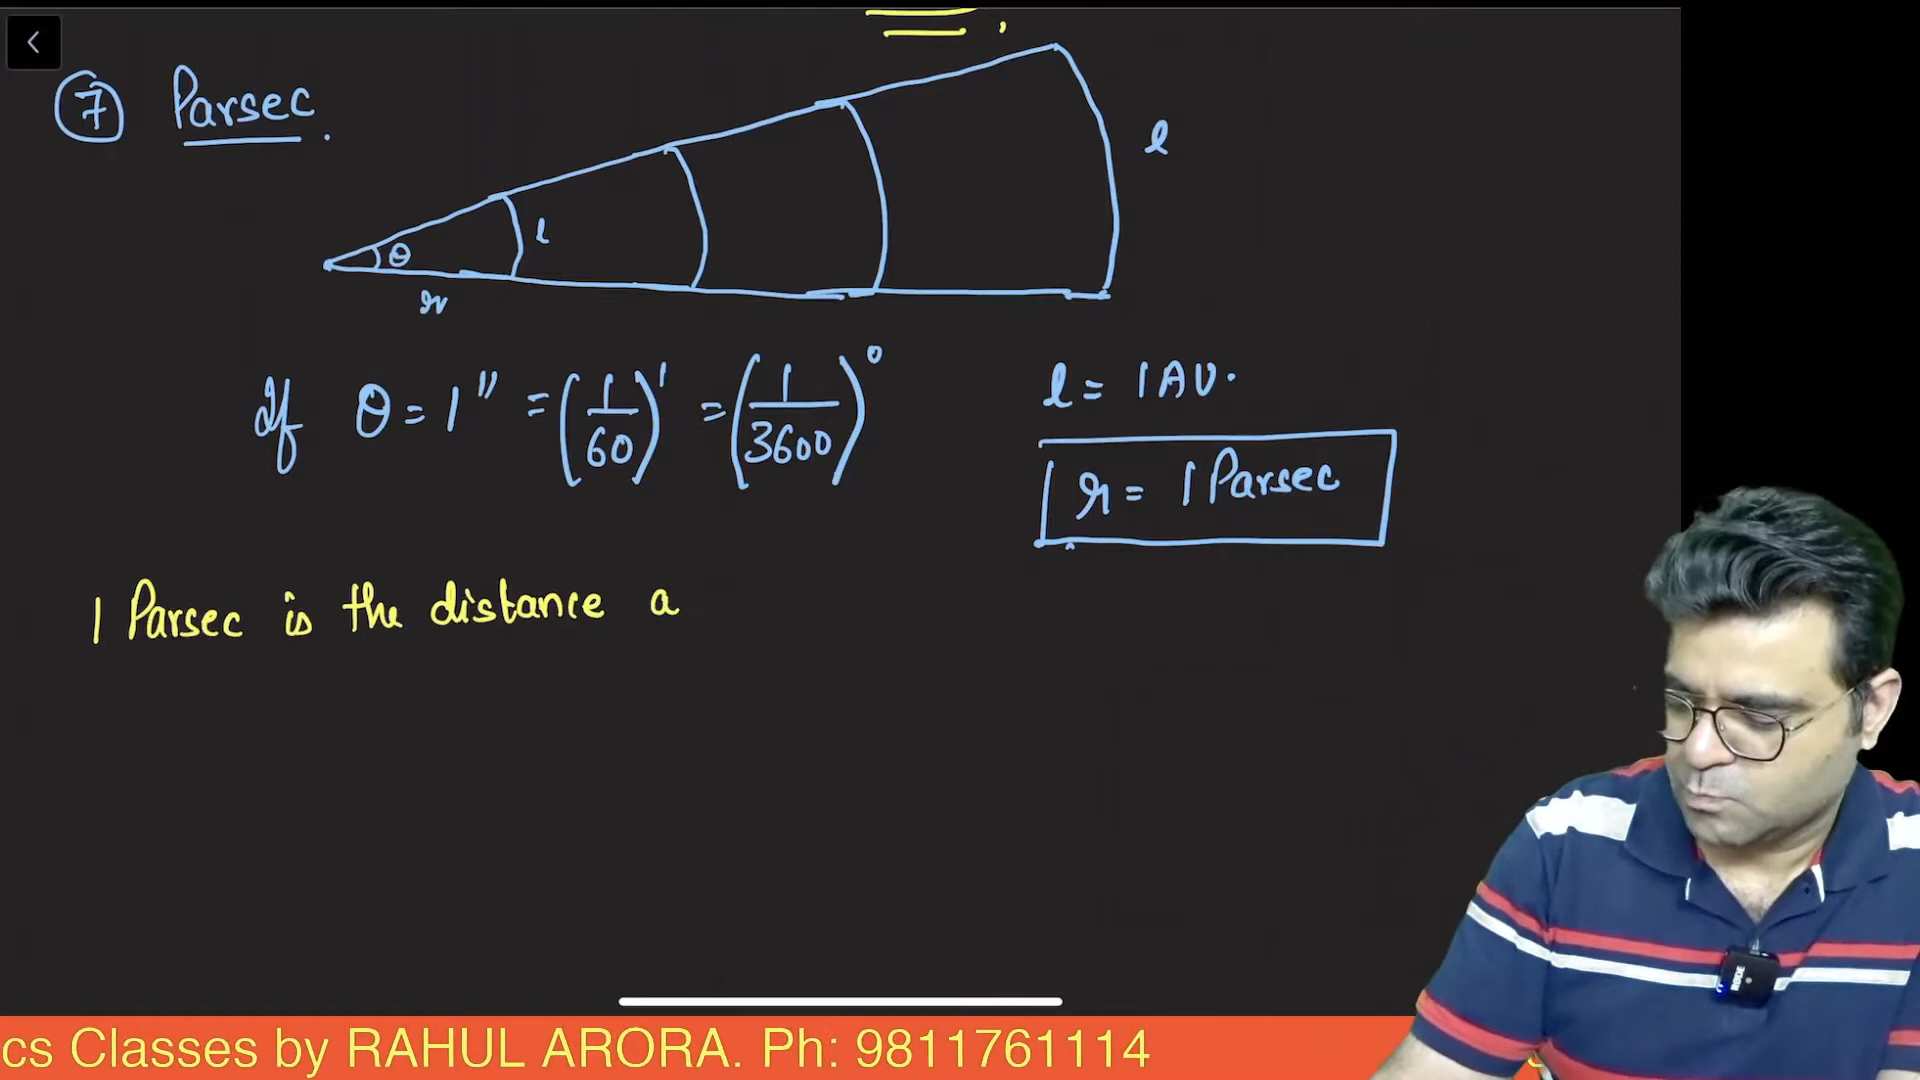 7 Parsec.
l
l
θ
r
If θ = 1" = (1/60)' = (1/3600)°
l = 1 AU.
r = 1 Parsec
1 Parsec is the distance a
cs Classes by RAHUL ARORA. Ph: 9811761114
RODE